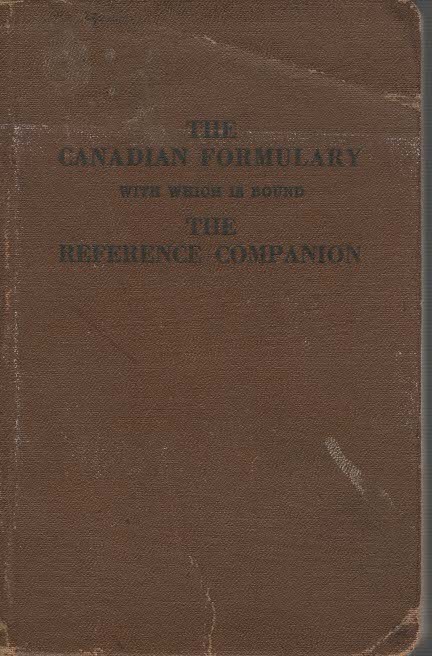 THE
CANADIAN FORMULARY
WITH WHICH IS BOUND
THE
REFERENCE COMPANION